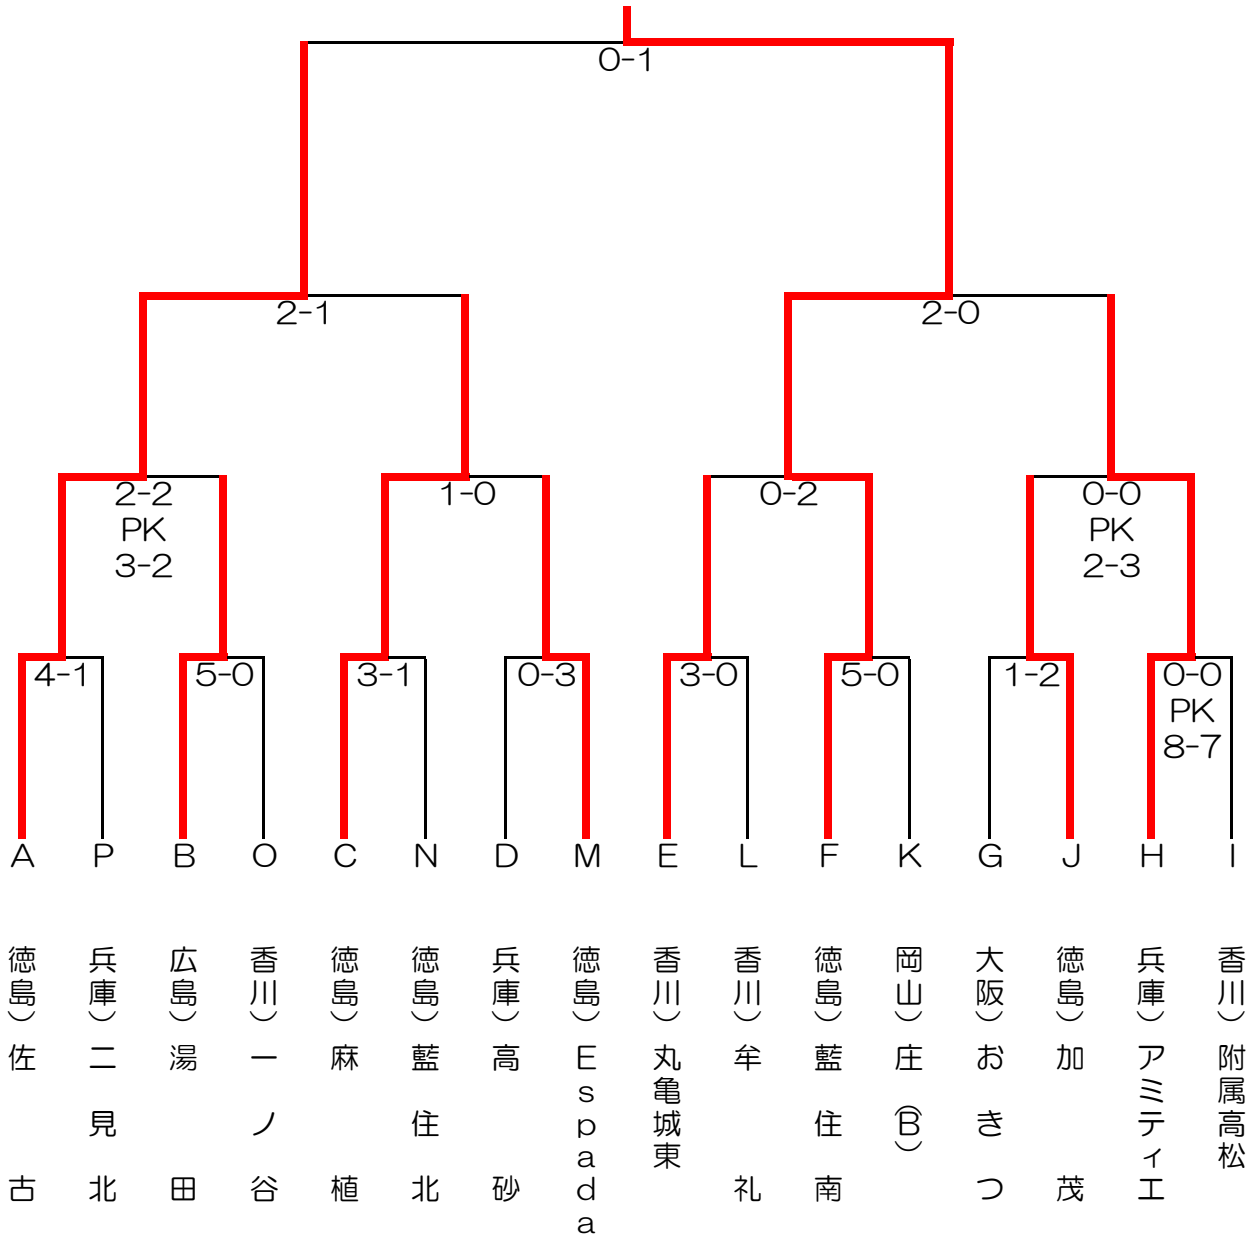 0-1
2-1
2-0
2-2
PK
3-2
1-0
0-2
0-0
PK
2-3
4-1
5-0
3-1
0-3
3-0
5-0
1-2
0-0
PK
8-7
A
P
B
O
C
N
D
M
E
L
F
K
G
J
H
I
徳島）佐古
兵庫）二見北
広島）湯田
香川）一ノ谷
徳島）麻植
徳島）藍住北
兵庫）高砂
徳島）Espada
香川）丸亀城東
香川）牟礼
徳島）藍住南
岡山）庄（B）
大阪）おきつ
徳島）加茂
兵庫）アミティエ
香川）附属高松